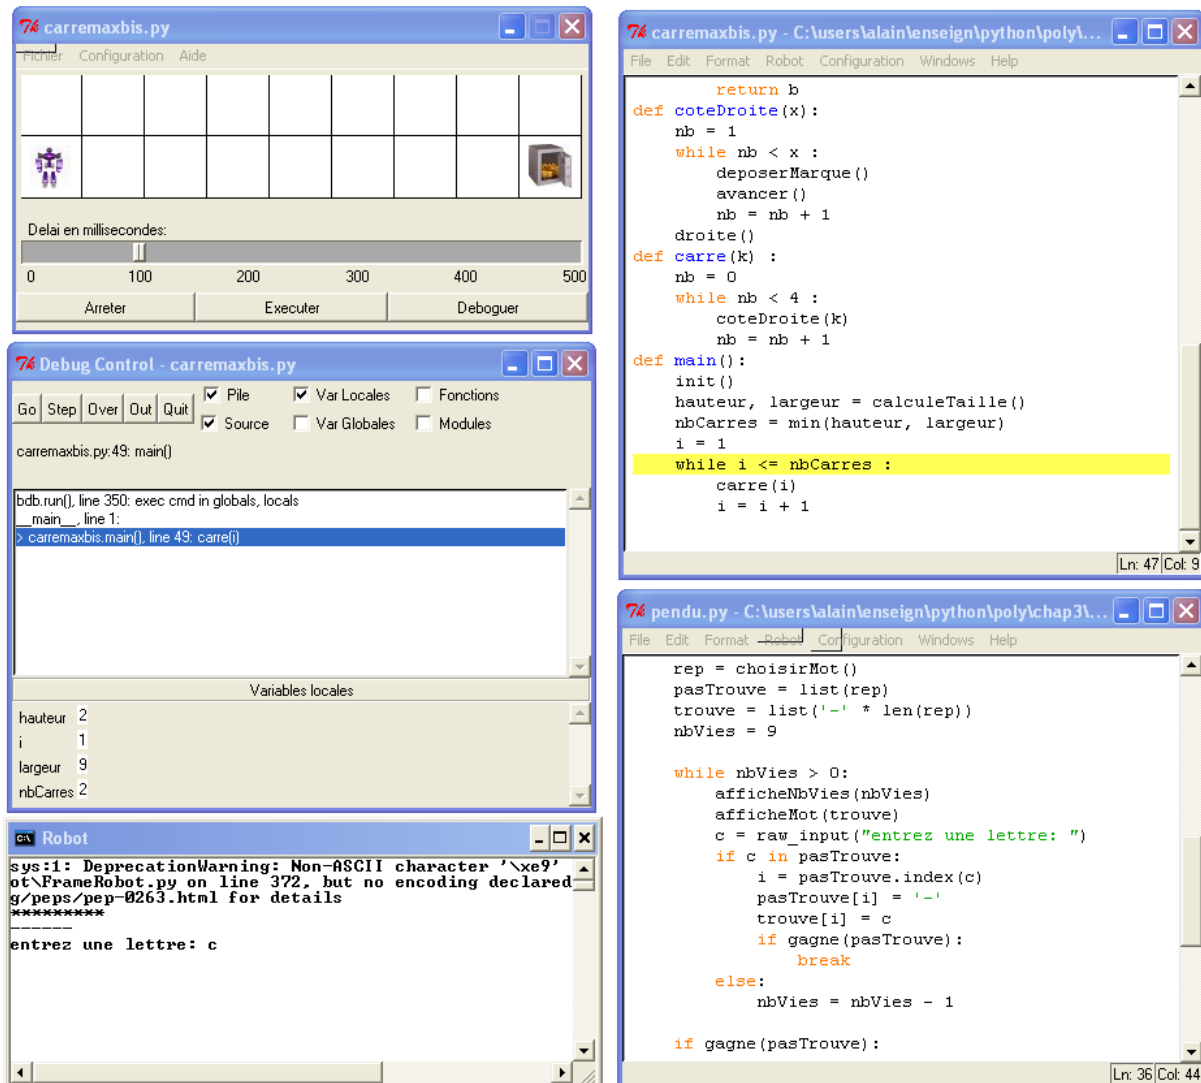 carremaxbis.py
Fichier Configuration Aide
Delai en millisecondes:
0 100 200 300 400 500
Arreter Executer Deboguer
Debug Control - carremaxbis.py
Go Step Over Out Quit
Pile Var Locales Fonctions
Source Var Globales Modules
carremaxbis.py:49: main()
bdb.run(), line 350: exec cmd in globals, locals
__main__, line 1:
> carremaxbis.main(), line 49: carre(i)
Variables locales
hauteur 2
i 1
largeur 9
nbCarres 2
Robot
sys:1: DeprecationWarning: Non-ASCII character '\xe9'
ot\FrameRobot.py on line 372, but no encoding declared
g/peps/pep-0263.html for details
*********
------
entrez une lettre: c
carremaxbis.py - C:\users\alain\enseign\python\poly\...
File Edit Format Robot Configuration Windows Help
return b
def coteDroite(x):
nb = 1
while nb < x :
deposerMarque()
avancer()
nb = nb + 1
droite()
def carre(k) :
nb = 0
while nb < 4 :
coteDroite(k)
nb = nb + 1
def main():
init()
hauteur, largeur = calculeTaille()
nbCarres = min(hauteur, largeur)
i = 1
while i <= nbCarres :
carre(i)
i = i + 1
Ln: 47 Col: 9
pendu.py - C:\users\alain\enseign\python\poly\chap3\...
File Edit Format Robot Configuration Windows Help
rep = choisirMot()
pasTrouve = list(rep)
trouve = list('-' * len(rep))
nbVies = 9
while nbVies > 0:
afficheNbVies(nbVies)
afficheMot(trouve)
c = raw_input("entrez une lettre: ")
if c in pasTrouve:
i = pasTrouve.index(c)
pasTrouve[i] = '-'
trouve[i] = c
if gagne(pasTrouve):
break
else:
nbVies = nbVies - 1
if gagne(pasTrouve):
Ln: 36 Col: 44